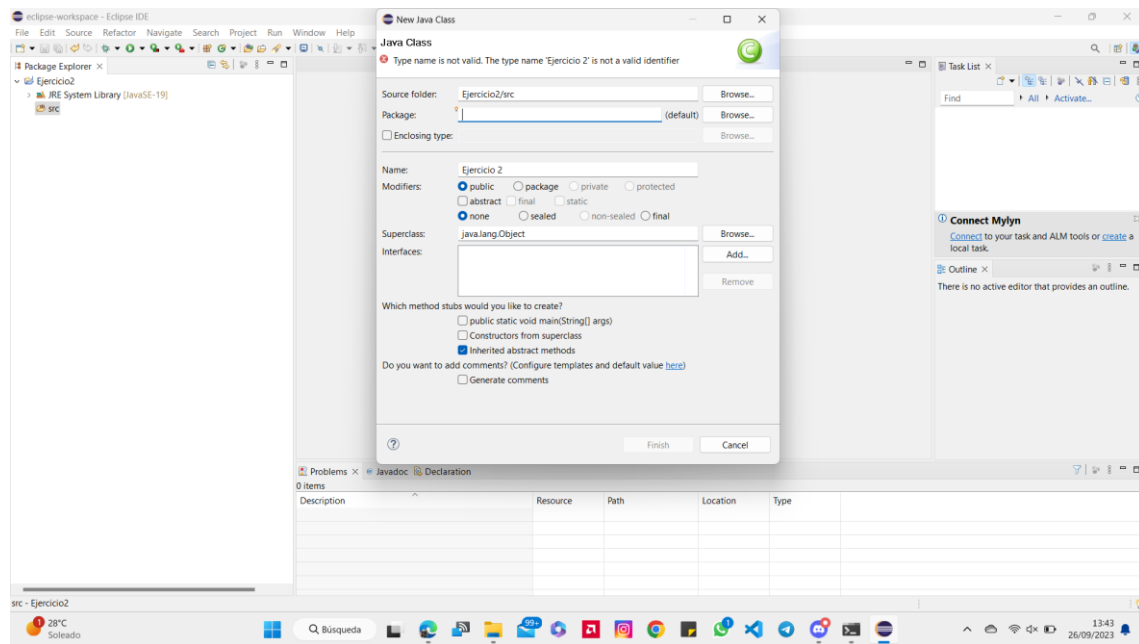 eclipse-workspace - Eclipse IDE
File Edit Source Refactor Navigate Search Project Run Window Help
Package Explorer
Ejercicio2
JRE System Library [JavaSE-19]
src
New Java Class
Java Class
Type name is not valid. The type name 'Ejercicio 2' is not a valid identifier
Source folder: Ejercicio2/src Browse...
Package: (default) Browse...
Enclosing type: Browse...
Name: Ejercicio 2
Modifiers: public package private protected
abstract final static
none sealed non-sealed final
Superclass: java.lang.Object Browse...
Interfaces: Add...
Remove
Which method stubs would you like to create?
public static void main(String[] args)
Constructors from superclass
Inherited abstract methods
Do you want to add comments? (Configure templates and default value here)
Generate comments
Finish Cancel
Task List
Find All Activate...
Connect Mylyn
Connect to your task and ALM tools or create a
local task.
Outline
There is no active editor that provides an outline.
Problems Javadoc Declaration
0 items
Description Resource Path Location Type
src - Ejercicio2
1
28°C
Soleado
Búsqueda
99+
13:43
26/09/2023